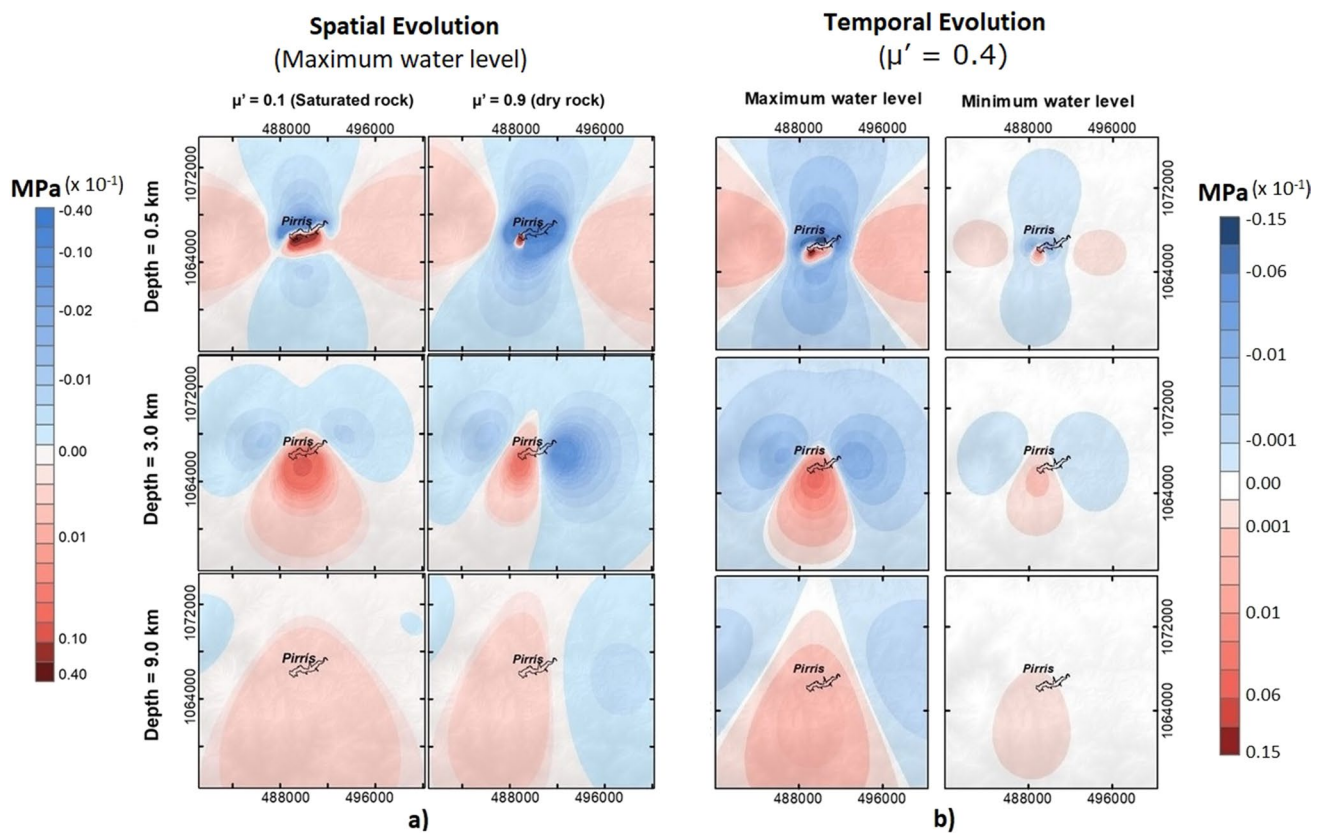 Spatial Evolution
(Maximum water level)
Temporal Evolution
(μ’ = 0.4)
μ’ = 0.1 (Saturated rock)
μ’ = 0.9 (dry rock)
Maximum water level
Minimum water level
488000 496000
488000 496000
488000 496000
488000 496000
MPa (x 10⁻¹)
-0.40
-0.10
-0.02
-0.01
0.00
0.01
0.10
0.40
Depth = 0.5 km
1072000
1064000
Pirris
Pirris
Pirris
Pirris
1072000
1064000
Depth = 3.0 km
1072000
1064000
Pirris
Pirris
Pirris
Pirris
1072000
1064000
Depth = 9.0 km
1072000
1064000
Pirris
Pirris
Pirris
Pirris
1072000
1064000
MPa (x 10⁻¹)
-0.15
-0.06
-0.01
-0.001
0.00
0.001
0.01
0.06
0.15
488000 496000
488000 496000
488000 496000
488000 496000
a)
b)